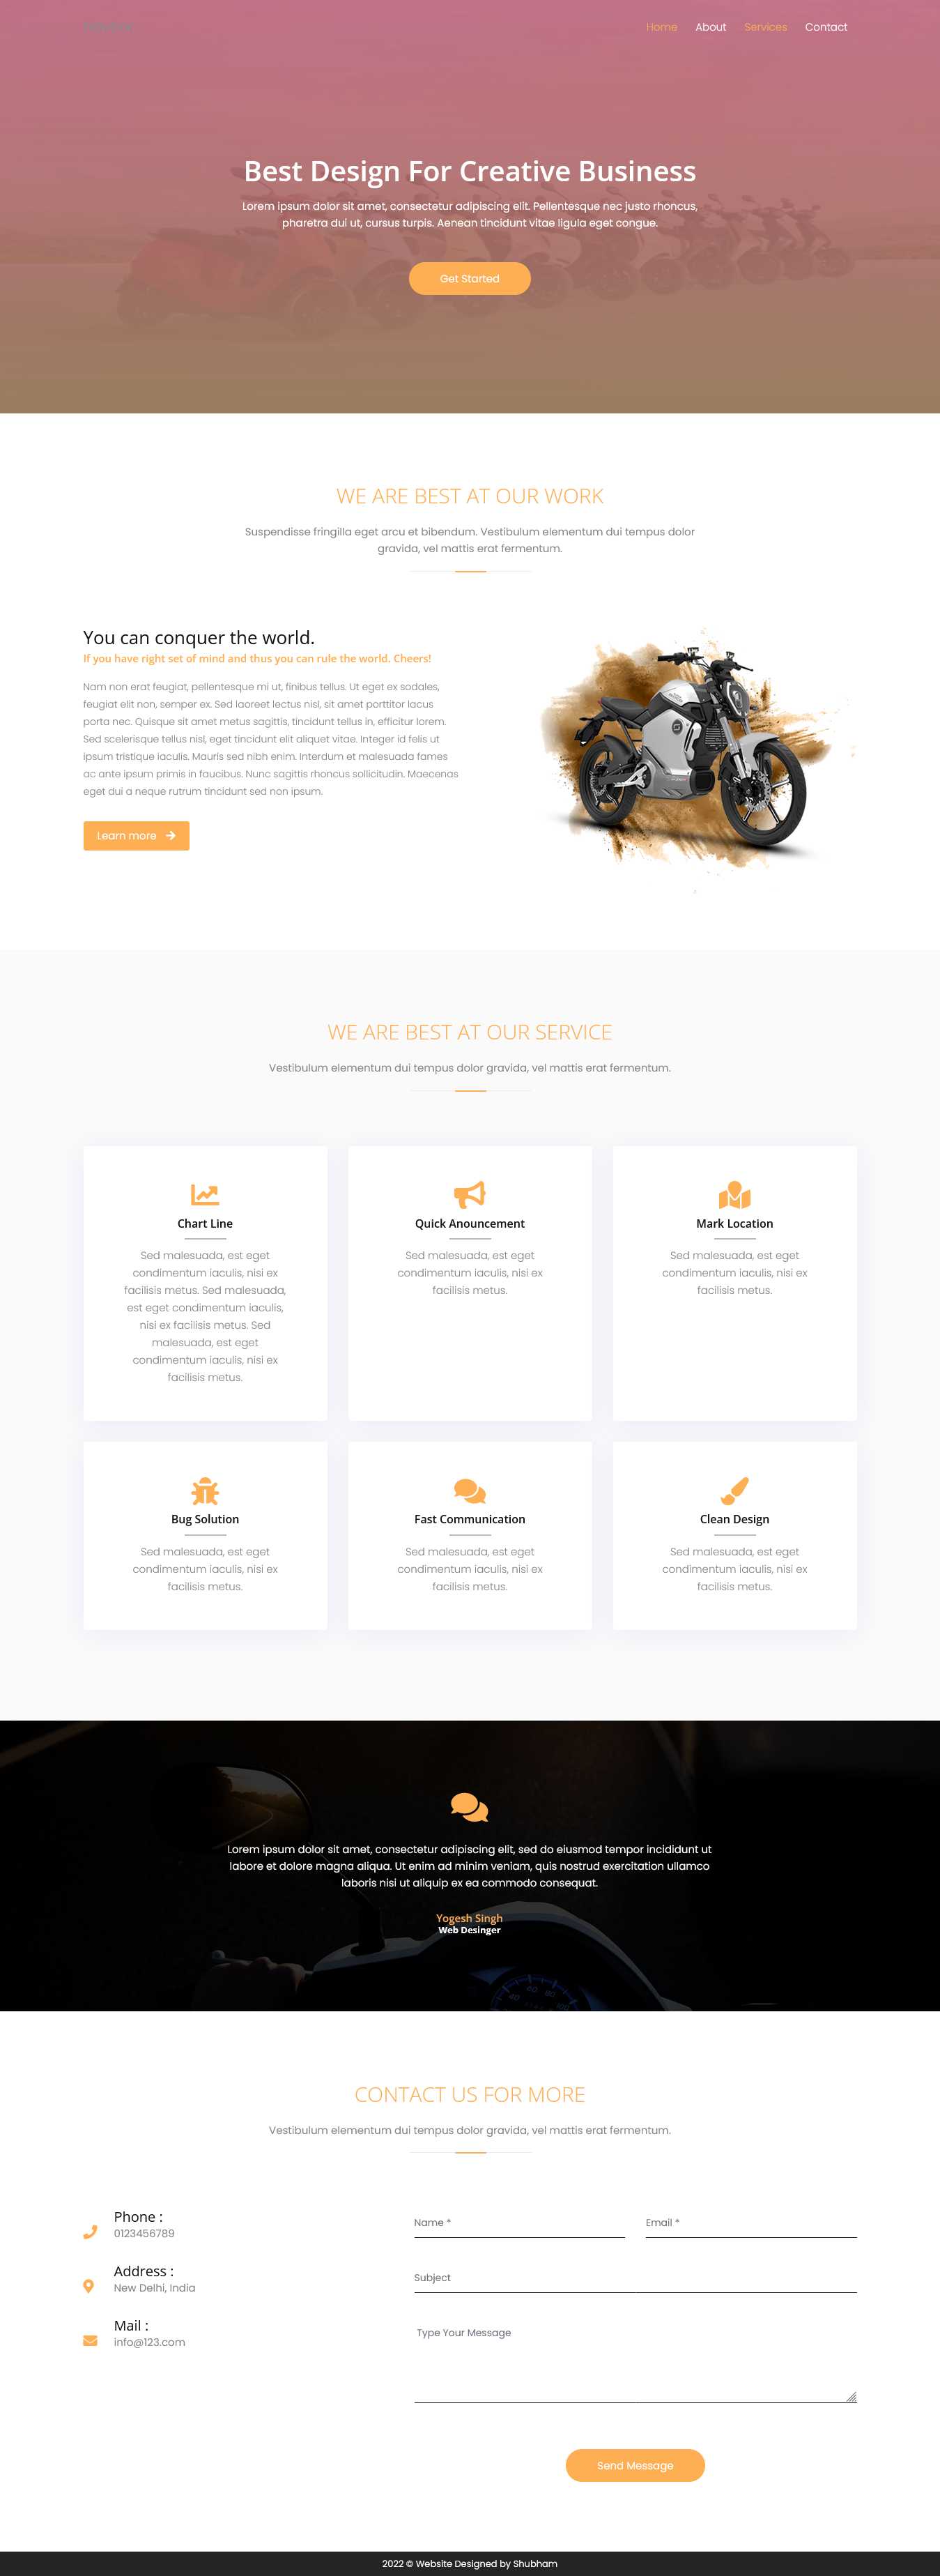 Home About Services Contact
Best Design For Creative Business
Lorem ipsum dolor sit amet, consectetur adipiscing elit. Pellentesque nec justo rhoncus,
pharetra dui ut, cursus turpis. Aenean tincidunt vitae ligula eget congue.
Get Started
WE ARE BEST AT OUR WORK
Suspendisse fringilla eget arcu et bibendum. Vestibulum elementum dui tempus dolor
gravida, vel mattis erat fermentum.
You can conquer the world.
If you have right set of mind and thus you can rule the world. Cheers!
Nam non erat feugiat, pellentesque mi ut, finibus tellus. Ut eget ex sodales,
feugiat elit non, semper ex. Sed laoreet lectus nisl, sit amet porttitor lacus
porta nec. Quisque sit amet metus sagittis, tincidunt tellus in, efficitur lorem.
Sed scelerisque tellus nisl, eget tincidunt elit aliquet vitae. Integer id felis ut
ipsum tristique iaculis. Mauris sed nibh enim. Interdum et malesuada fames
ac ante ipsum primis in faucibus. Nunc sagittis rhoncus sollicitudin. Maecenas
eget dui a neque rutrum tincidunt sed non ipsum.
Learn more
WE ARE BEST AT OUR SERVICE
Vestibulum elementum dui tempus dolor gravida, vel mattis erat fermentum.
Chart Line
Sed malesuada, est eget
condimentum iaculis, nisi ex
facilisis metus. Sed malesuada,
est eget condimentum iaculis,
nisi ex facilisis metus. Sed
malesuada, est eget
condimentum iaculis, nisi ex
facilisis metus.
Quick Anouncement
Sed malesuada, est eget
condimentum iaculis, nisi ex
facilisis metus.
Mark Location
Sed malesuada, est eget
condimentum iaculis, nisi ex
facilisis metus.
Bug Solution
Sed malesuada, est eget
condimentum iaculis, nisi ex
facilisis metus.
Fast Communication
Sed malesuada, est eget
condimentum iaculis, nisi ex
facilisis metus.
Clean Design
Sed malesuada, est eget
condimentum iaculis, nisi ex
facilisis metus.
Lorem ipsum dolor sit amet, consectetur adipiscing elit, sed do eiusmod tempor incididunt ut
labore et dolore magna aliqua. Ut enim ad minim veniam, quis nostrud exercitation ullamco
laboris nisi ut aliquip ex ea commodo consequat.
Yogesh Singh
Web Desinger
CONTACT US FOR MORE
Vestibulum elementum dui tempus dolor gravida, vel mattis erat fermentum.
Phone :
0123456789
Address :
New Delhi, India
Mail :
info@123.com
Name *
Email *
Subject
Type Your Message
Send Message
2022 © Website Designed by Shubham